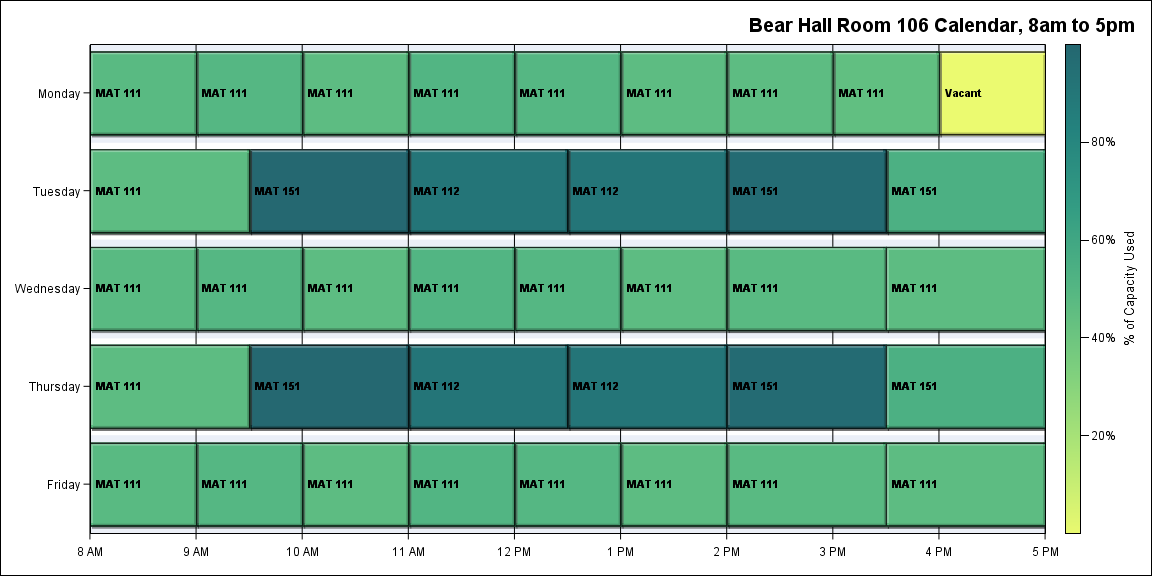 Bear Hall Room 106 Calendar, 8am to 5pm
Monday
MAT 111
MAT 111
MAT 111
MAT 111
MAT 111
MAT 111
MAT 111
MAT 111
Vacant
Tuesday
MAT 111
MAT 151
MAT 112
MAT 112
MAT 151
MAT 151
Wednesday
MAT 111
MAT 111
MAT 111
MAT 111
MAT 111
MAT 111
MAT 111
MAT 111
Thursday
MAT 111
MAT 151
MAT 112
MAT 112
MAT 151
MAT 151
Friday
MAT 111
MAT 111
MAT 111
MAT 111
MAT 111
MAT 111
MAT 111
MAT 111
8 AM
9 AM
10 AM
11 AM
12 PM
1 PM
2 PM
3 PM
4 PM
5 PM
80%
60%
40%
20%
% of Capacity Used